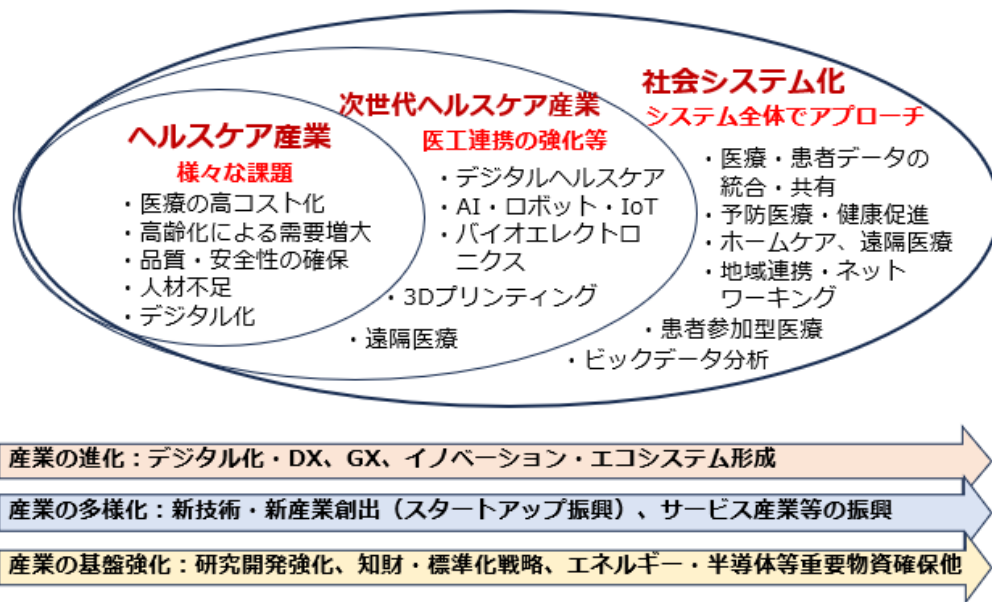 ヘルスケア産業
様々な課題
・医療の高コスト化
・高齢化による需要増大
・品質・安全性の確保
・人材不足
・デジタル化
次世代ヘルスケア産業
医工連携の強化等
・デジタルヘルスケア
・AI・ロボット・IoT
・バイオエレクトロ
ニクス
・3Dプリンティング
・遠隔医療
社会システム化
システム全体でアプローチ
・医療・患者データの
統合・共有
・予防医療・健康促進
・ホームケア、遠隔医療
・地域連携・ネット
ワーキング
・患者参加型医療
・ビックデータ分析
産業の進化：デジタル化・DX、GX、イノベーション・エコシステム形成
産業の多様化：新技術・新産業創出（スタートアップ振興）、サービス産業等の振興
産業の基盤強化：研究開発強化、知財・標準化戦略、エネルギー・半導体等重要物資確保他